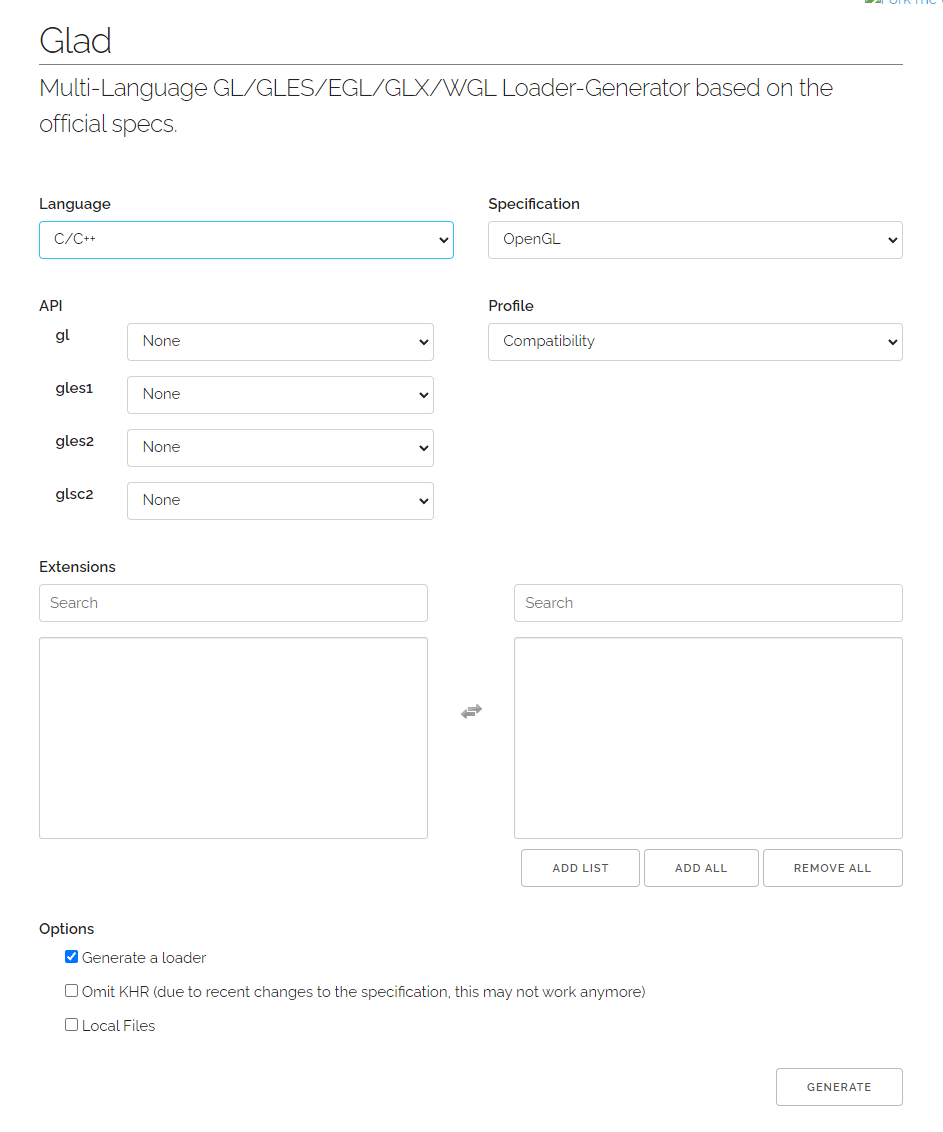 Glad
Multi-Language GL/GLES/EGL/GLX/WGL Loader-Generator based on the
official specs.
Language
Specification
C/C++
OpenGL
API
Profile
gl
None
Compatibility
gles1
None
gles2
None
glsc2
None
Extensions
Search
Search
ADD LIST
ADD ALL
REMOVE ALL
Options
Generate a loader
Omit KHR (due to recent changes to the specification, this may not work anymore)
Local Files
GENERATE